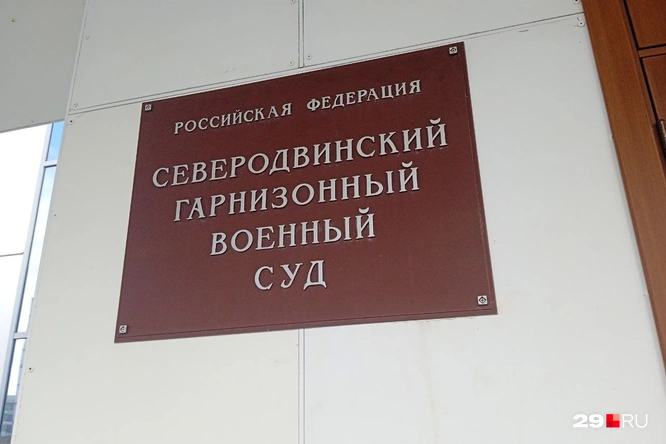 РОССИЙСКАЯ ФЕДЕРАЦИЯ
СЕВЕРОДВИНСКИЙ
ГАРНИЗОННЫЙ
ВОЕННЫЙ
СУД
29.RU